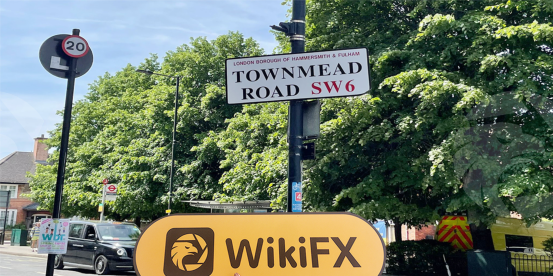 20
LONDON BOROUGH OF HAMMERSMITH & FULHAM
TOWNMEAD
ROAD SW6
WikiFX